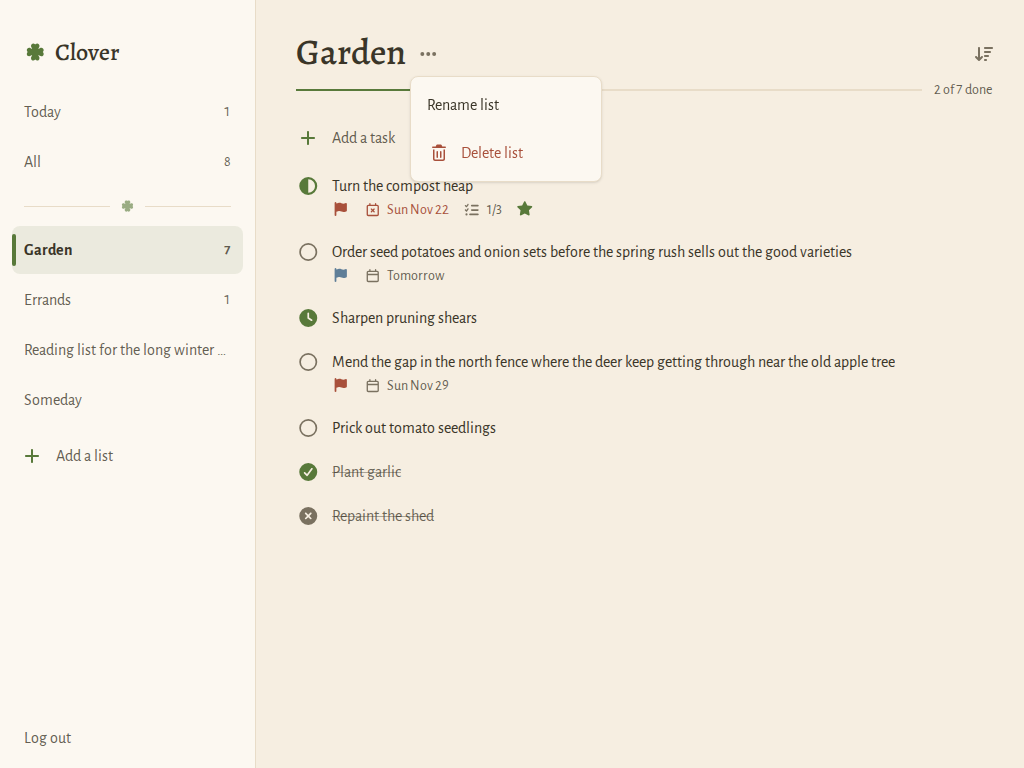 Clover
Today 1
All 8
Garden 7
Errands 1
Reading list for the long winter ...
Someday
Add a list
Log out
Garden
2 of 7 done
Rename list
Delete list
Add a task
Turn the compost heap
Sun Nov 22 1/3
Order seed potatoes and onion sets before the spring rush sells out the good varieties
Tomorrow
Sharpen pruning shears
Mend the gap in the north fence where the deer keep getting through near the old apple tree
Sun Nov 29
Prick out tomato seedlings
Plant garlic
Repaint the shed